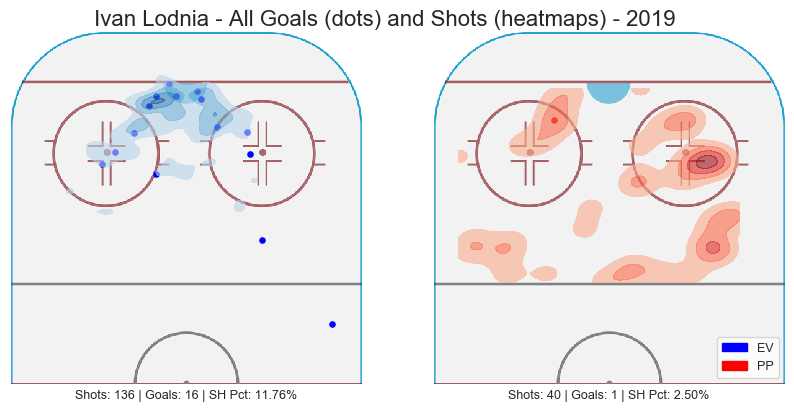 Ivan Lodnia - All Goals (dots) and Shots (heatmaps) - 2019
EV
PP
Shots: 136 | Goals: 16 | SH Pct: 11.76%
Shots: 40 | Goals: 1 | SH Pct: 2.50%